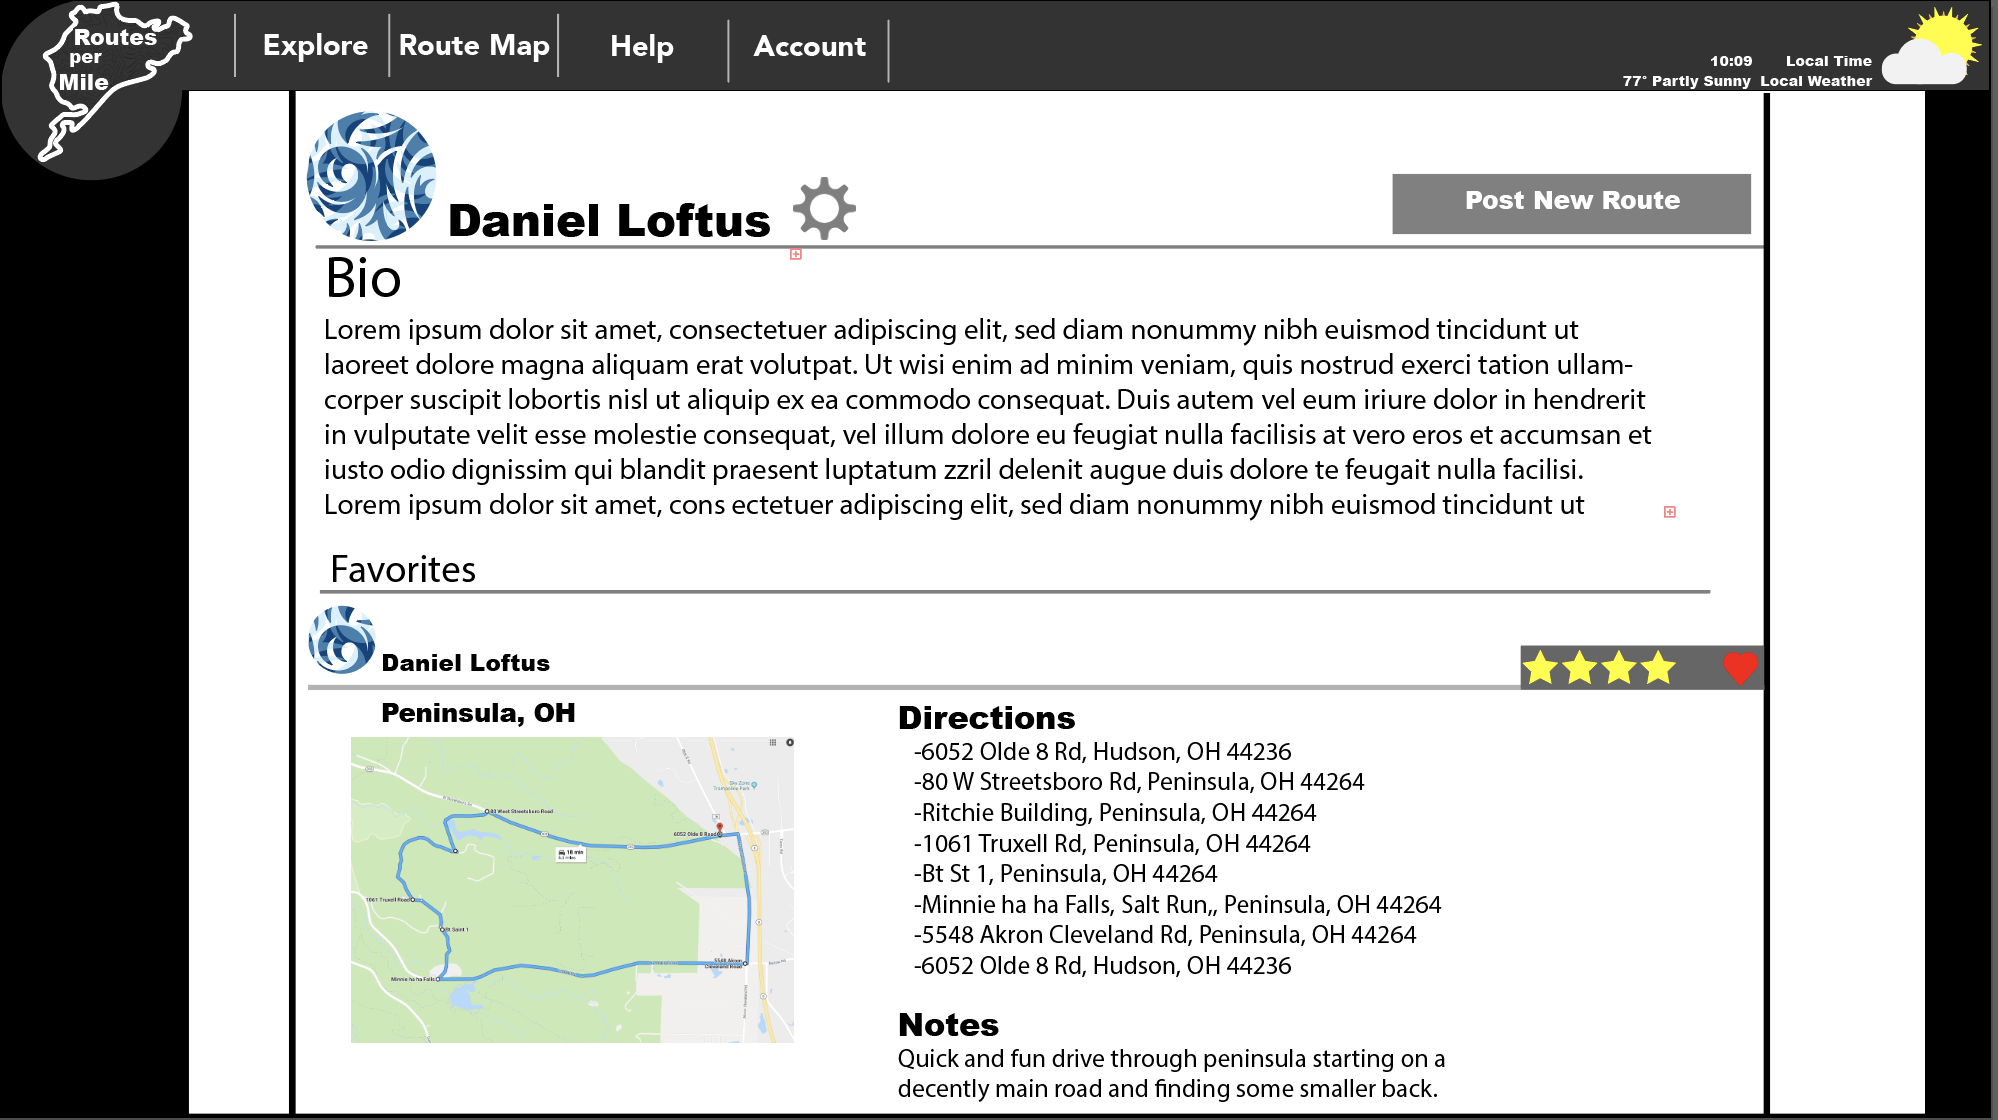 Routes
per
Mile
Explore
Route Map
Help
Account
10:09 Local Time
77° Partly Sunny Local Weather
Daniel Loftus
Post New Route
Bio
Lorem ipsum dolor sit amet, consectetuer adipiscing elit, sed diam nonummy nibh euismod tincidunt ut
laoreet dolore magna aliquam erat volutpat. Ut wisi enim ad minim veniam, quis nostrud exerci tation ullam-
corper suscipit lobortis nisl ut aliquip ex ea commodo consequat. Duis autem vel eum iriure dolor in hendrerit
in vulputate velit esse molestie consequat, vel illum dolore eu feugiat nulla facilisis at vero eros et accumsan et
iusto odio dignissim qui blandit praesent luptatum zzril delenit augue duis dolore te feugait nulla facilisi.
Lorem ipsum dolor sit amet, cons ectetuer adipiscing elit, sed diam nonummy nibh euismod tincidunt ut
Favorites
Daniel Loftus
Peninsula, OH
80 West Streetsboro Road
6052 Olde 8 Road
18 min
1061 Truxell Road
Bt Saint 1
Minnie ha ha Falls
5548 Akron
Cleveland Road
Directions
-6052 Olde 8 Rd, Hudson, OH 44236
-80 W Streetsboro Rd, Peninsula, OH 44264
-Ritchie Building, Peninsula, OH 44264
-1061 Truxell Rd, Peninsula, OH 44264
-Bt St 1, Peninsula, OH 44264
-Minnie ha ha Falls, Salt Run,, Peninsula, OH 44264
-5548 Akron Cleveland Rd, Peninsula, OH 44264
-6052 Olde 8 Rd, Hudson, OH 44236
Notes
Quick and fun drive through peninsula starting on a
decently main road and finding some smaller back.